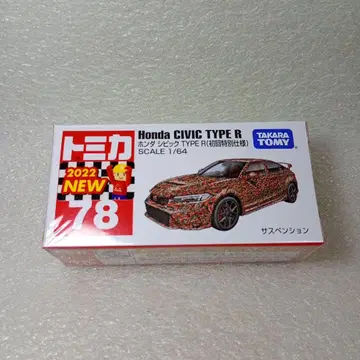 トミカ
2022
NEW
78
Honda CIVIC TYPE R
ホンダ シビック TYPE R(初回特別仕様)
SCALE 1/64
TAKARA
TOMY
サスペンション